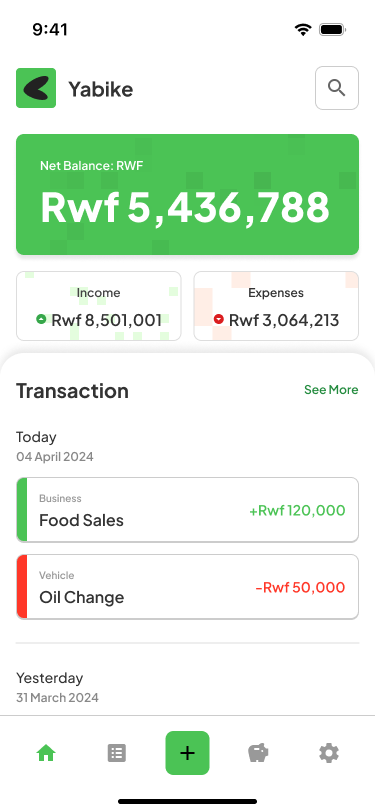 9:41
Yabike
Net Balance: RWF
Rwf 5,436,788
Income
Rwf 8,501,001
Expenses
Rwf 3,064,213
Transaction
See More
Today
04 April 2024
Business
Food Sales
+Rwf 120,000
Vehicle
Oil Change
-Rwf 50,000
Yesterday
31 March 2024